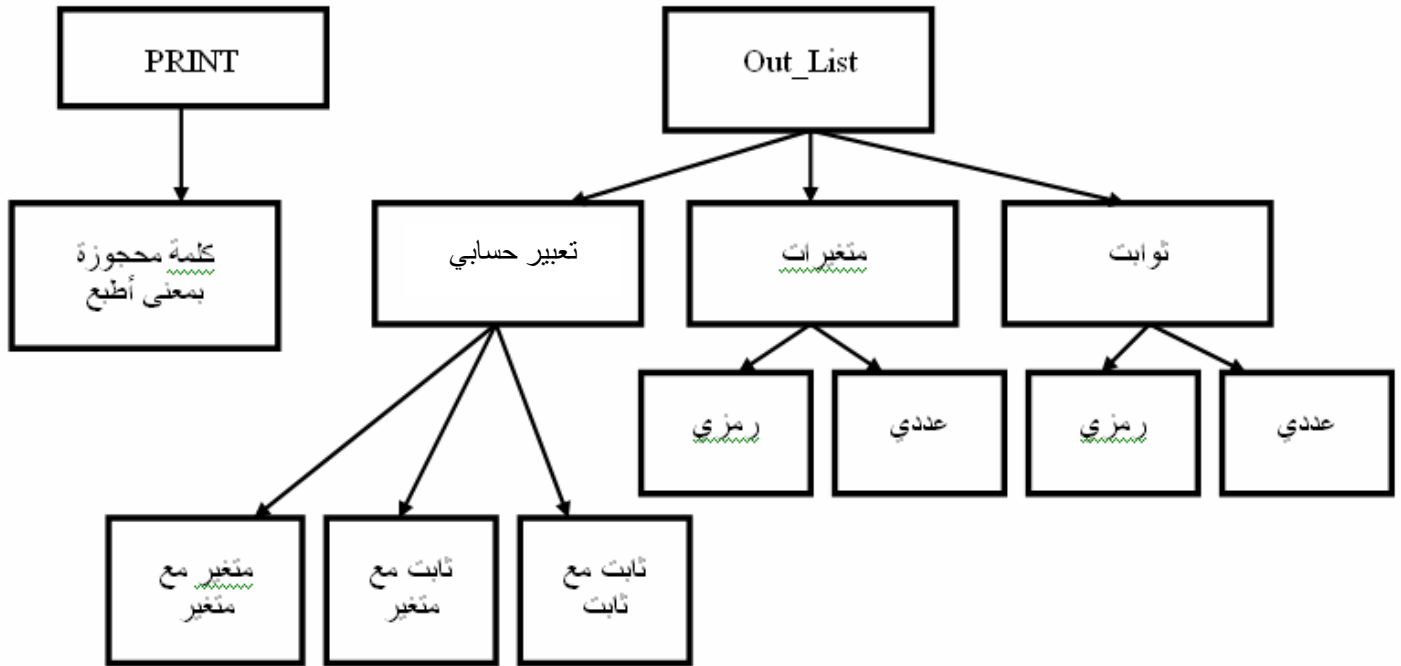 PRINT
Out_List
كلمة محجوزة
بمعنى أطبع
تعبير حسابي
متغيرات
ثوابت
رمزي
عددي
رمزي
عددي
متغير مع
متغير
ثابت مع
متغير
ثابت مع
ثابت